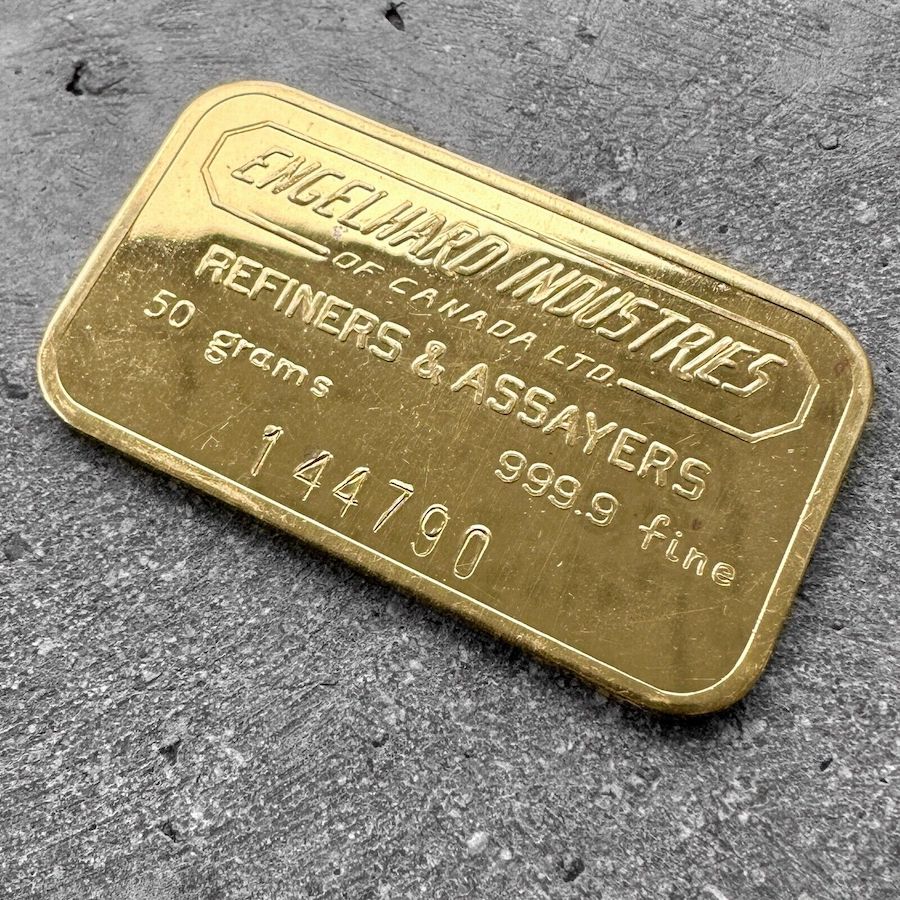 ENGELHARD INDUSTRIES
OF CANADA LTD.
REFINERS & ASSAYERS
50 grams 999.9 fine
144790